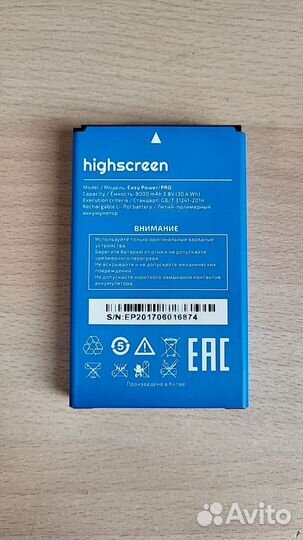 highscreen
Model / Модель: Easy Power/PRO
Capacity / Емкость: 8000 mAh 3.8V (30.4 Wh)
Execution criteria / Стандарт: GB/T 31241-2014
Rechargeable Li-Pol battery / Литий-полимерный
аккумулятор
ВНИМАНИЕ
Используйте только оригинальные зарядные
устройства.
Берегите батарею от огня и не допускайте
чрезмерного перегрева.
Не вскрывайте и не допускайте механических
повреждений.
Не допускайте короткого замыкания контактов
аккумулятора.
S/N:EP201706016874
5
EAC
Произведено в Китае
Avito